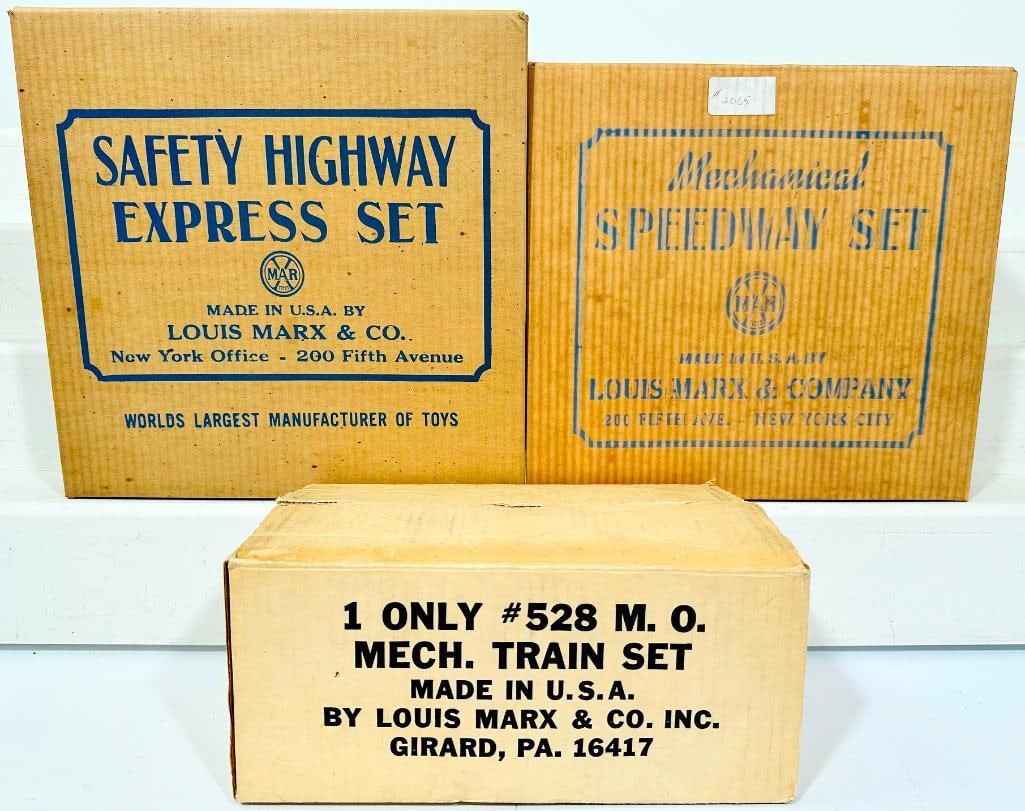 SAFETY HIGHWAY
EXPRESS SET
MAR
TOYS
MADE IN U.S.A. BY
LOUIS MARX & CO.
New York Office - 200 Fifth Avenue
WORLDS LARGEST MANUFACTURER OF TOYS
2065
Mechanical
SPEEDWAY SET
MAR
TOYS
MADE IN U.S.A. BY
LOUIS MARX & COMPANY
200 FIFTH AVE. - NEW YORK CITY
1 ONLY #528 M. O.
MECH. TRAIN SET
MADE IN U.S.A.
BY LOUIS MARX & CO. INC.
GIRARD, PA. 16417